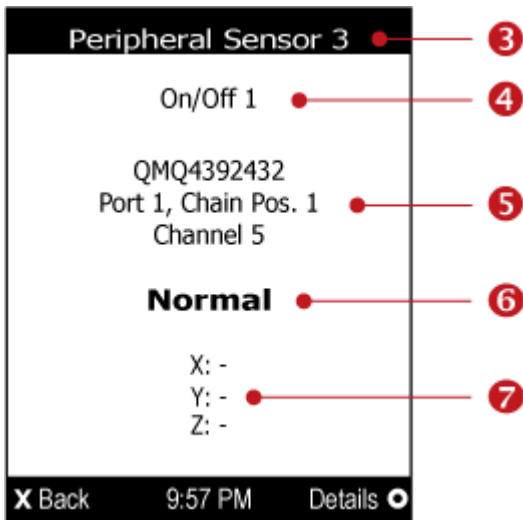 Peripheral Sensor 3
3
On/Off 1
4
QMQ4392432
Port 1, Chain Pos. 1
5
Channel 5
Normal
6
X: -
Y: -
7
Z: -
X Back 9:57 PM Details O